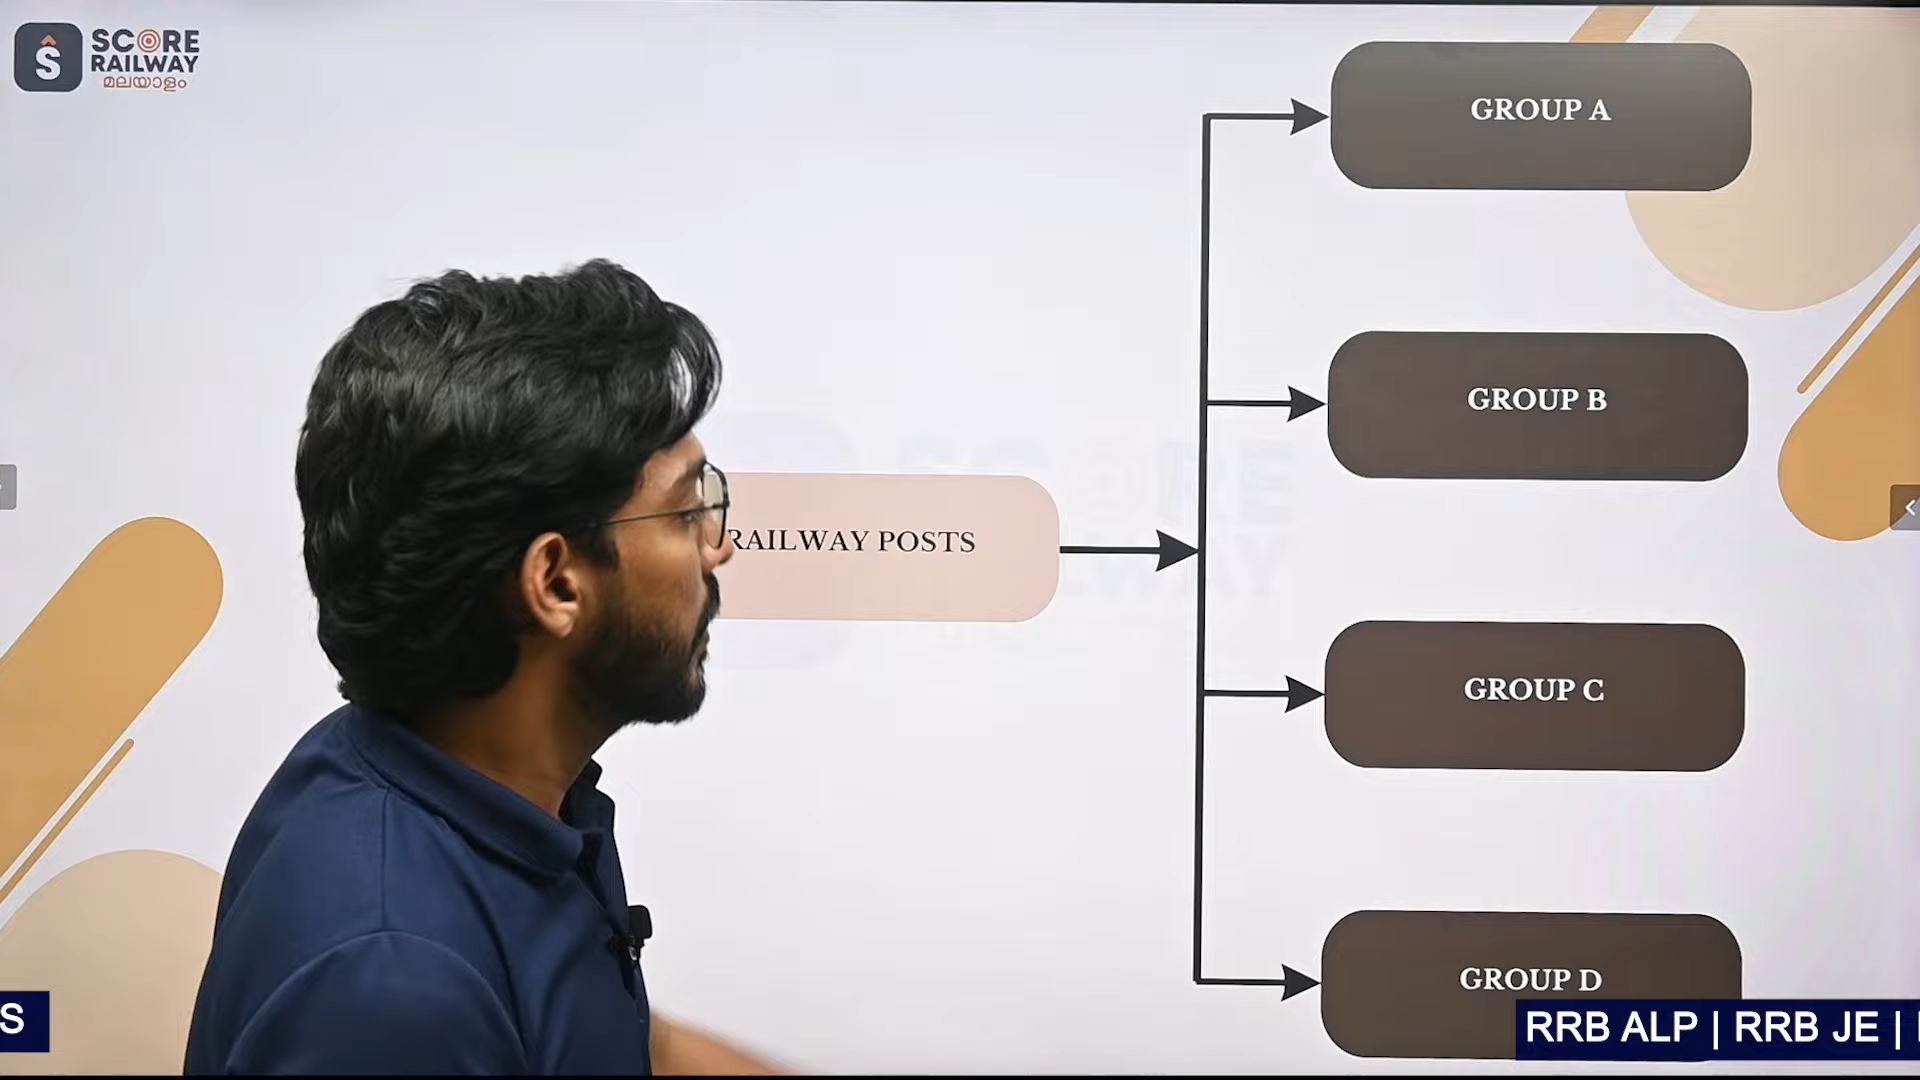 SCORE
RAILWAY
മലയാളം
GROUP A
GROUP B
RAILWAY POSTS
GROUP C
GROUP D
S
RRB ALP | RRB JE |